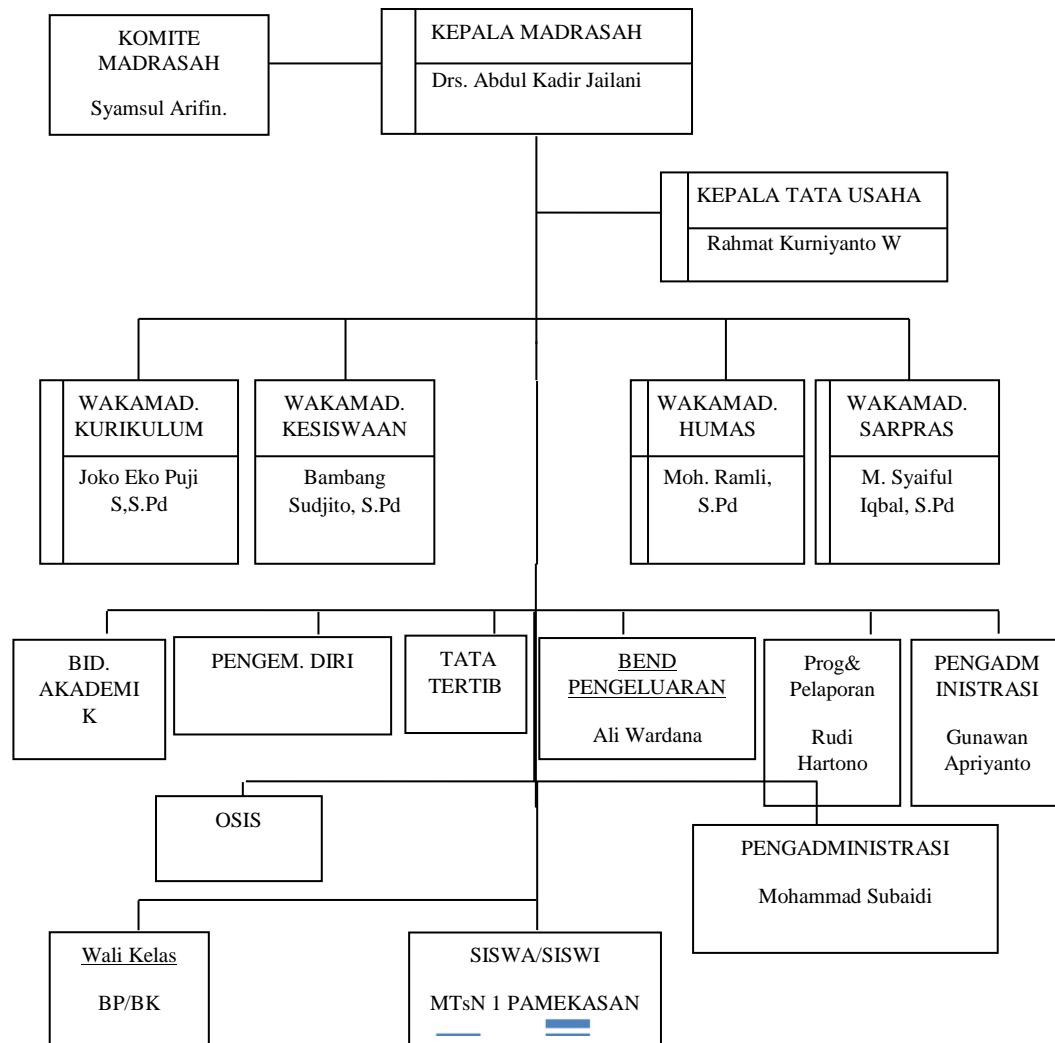 KOMITE
MADRASAH
Syamsul Arifin.
KEPALA MADRASAH
Drs. Abdul Kadir Jailani
KEPALA TATA USAHA
Rahmat Kurniyanto W
WAKAMAD.
KURIKULUM
Joko Eko Puji
S,S.Pd
WAKAMAD.
KESISWAAN
Bambang
Sudjito, S.Pd
WAKAMAD.
HUMAS
Moh. Ramli,
S.Pd
WAKAMAD.
SARPRAS
M. Syaiful
Iqbal, S.Pd
BID.
AKADEMI
K
PENGEM. DIRI
TATA
TERTIB
BEND
PENGELUARAN
Ali Wardana
Prog&
Pelaporan
Rudi
Hartono
PENGADM
INISTRASI
Gunawan
Apriyanto
OSIS
PENGADMINISTRASI
Mohammad Subaidi
Wali Kelas
BP/BK
SISWA/SISWI
MTsN 1 PAMEKASAN